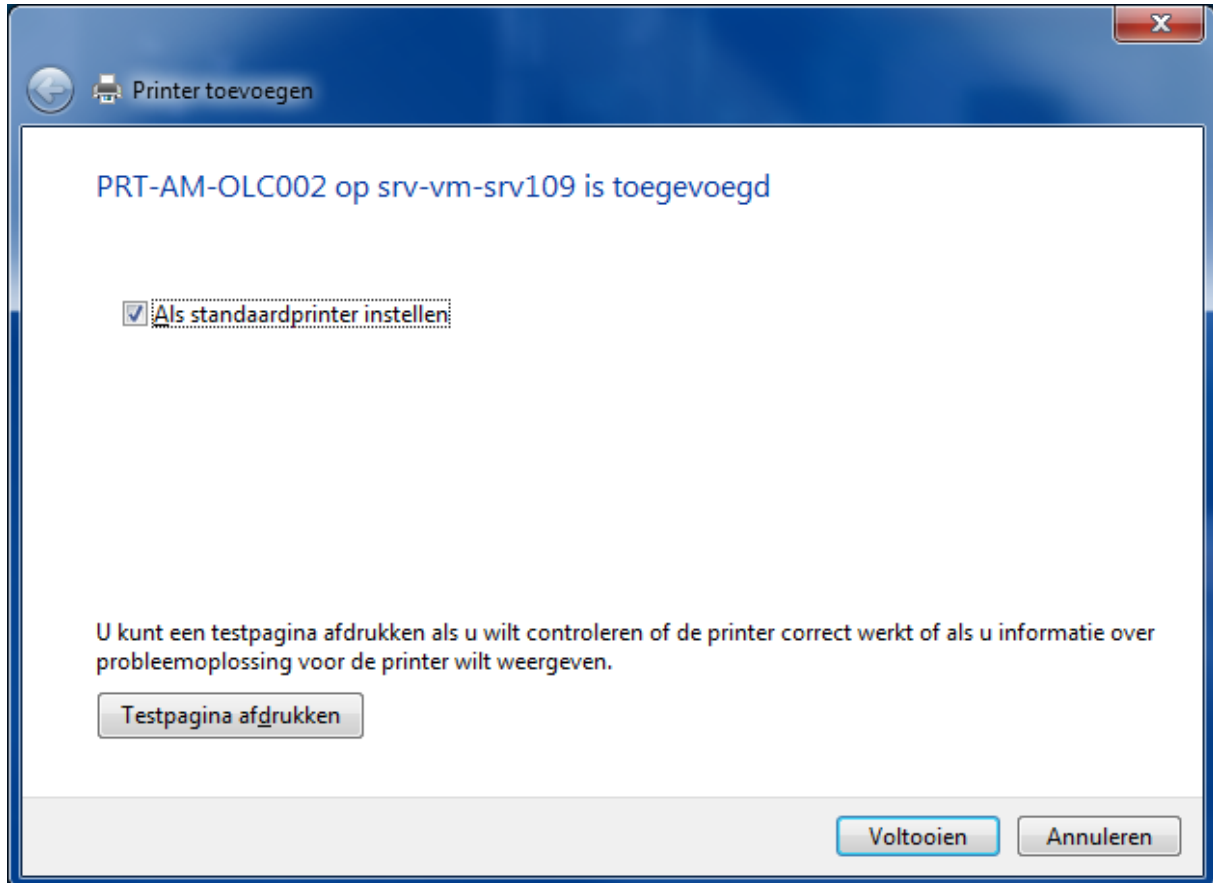 Printer toevoegen
PRT-AM-OLC002 op srv-vm-srv109 is toegevoegd
Als standaardprinter instellen
U kunt een testpagina afdrukken als u wilt controleren of de printer correct werkt of als u informatie over
probleemoplossing voor de printer wilt weergeven.
Testpagina afdrukken
Voltooien Annuleren